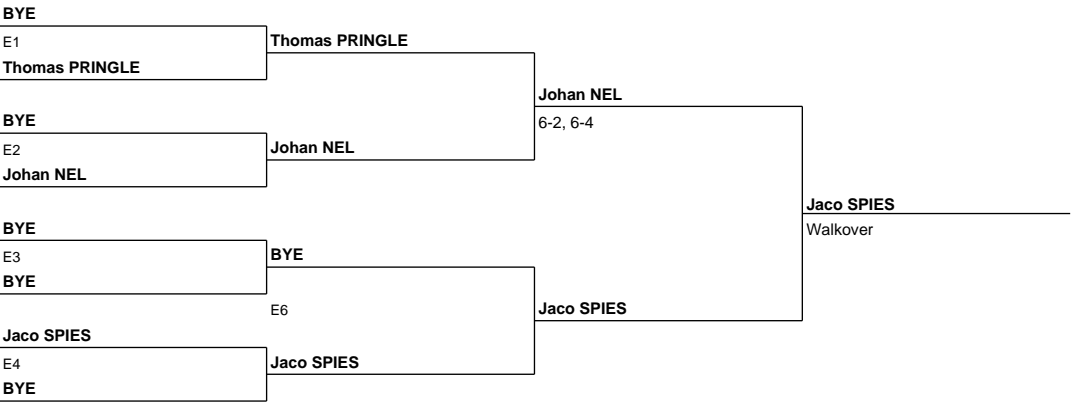 BYE
E1
Thomas PRINGLE
Thomas PRINGLE
BYE
E2
Johan NEL
Johan NEL
Johan NEL
6-2, 6-4
BYE
E3
BYE
BYE
E6
Jaco SPIES
E4
BYE
Jaco SPIES
Jaco SPIES
Jaco SPIES
Walkover